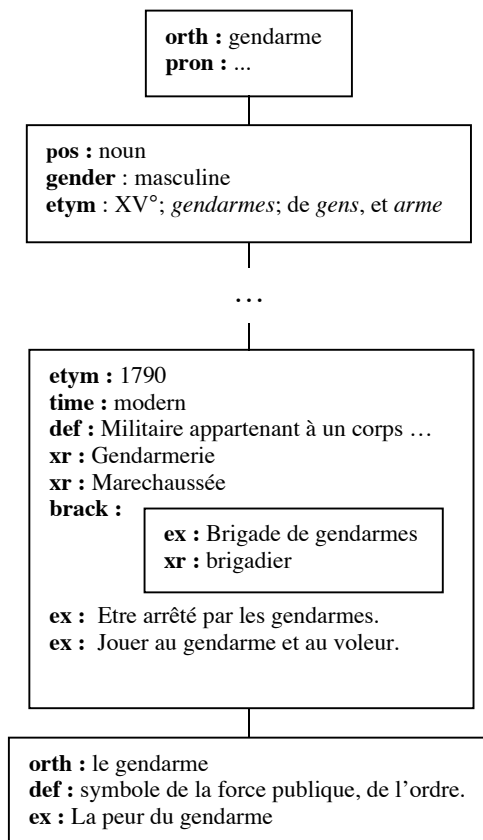 orth : gendarme
pron : ...
pos : noun
gender : masculine
etym : XV°; gendarmes; de gens, et arme
…
etym : 1790
time : modern
def : Militaire appartenant à un corps …
xr : Gendarmerie
xr : Marechaussée
brack :
ex : Brigade de gendarmes
xr : brigadier
ex : Etre arrêté par les gendarmes.
ex : Jouer au gendarme et au voleur.
orth : le gendarme
def : symbole de la force publique, de l’ordre.
ex : La peur du gendarme